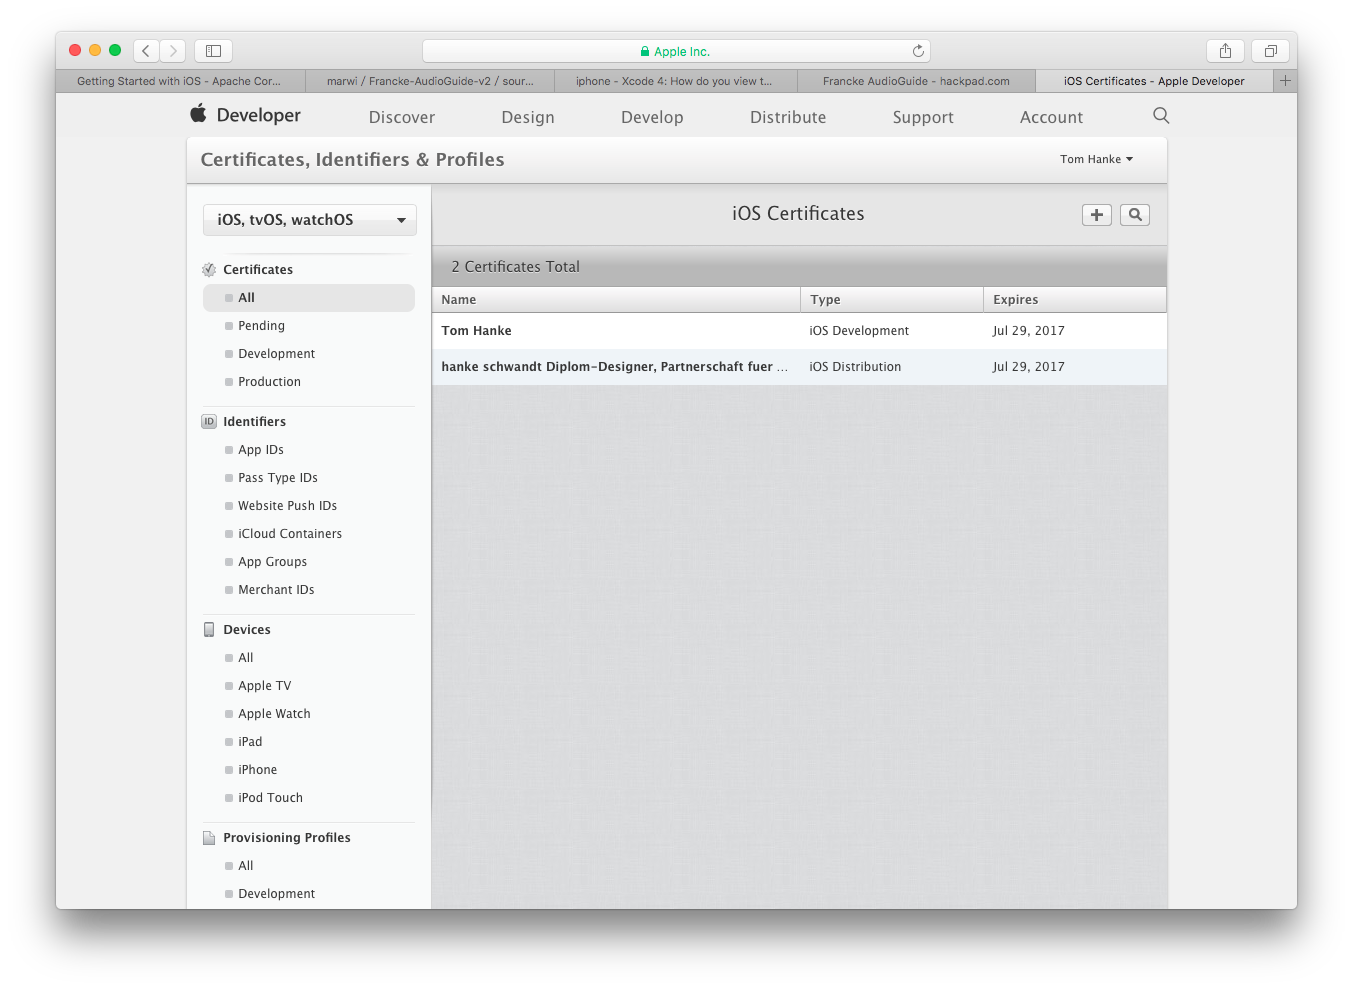 Apple Inc.
Getting Started with iOS - Apache Cor...
marwi / Francke-AudioGuide-v2 / sour...
iphone - Xcode 4: How do you view t...
Francke AudioGuide - hackpad.com
iOS Certificates - Apple Developer
Developer
Discover
Design
Develop
Distribute
Support
Account
Certificates, Identifiers & Profiles
Tom Hanke
iOS, tvOS, watchOS
Certificates
All
Pending
Development
Production
ID Identifiers
App IDs
Pass Type IDs
Website Push IDs
iCloud Containers
App Groups
Merchant IDs
Devices
All
Apple TV
Apple Watch
iPad
iPhone
iPod Touch
Provisioning Profiles
All
Development
iOS Certificates
2 Certificates Total
Name Type Expires
Tom Hanke iOS Development Jul 29, 2017
hanke schwandt Diplom-Designer, Partnerschaft fuer ... iOS Distribution Jul 29, 2017